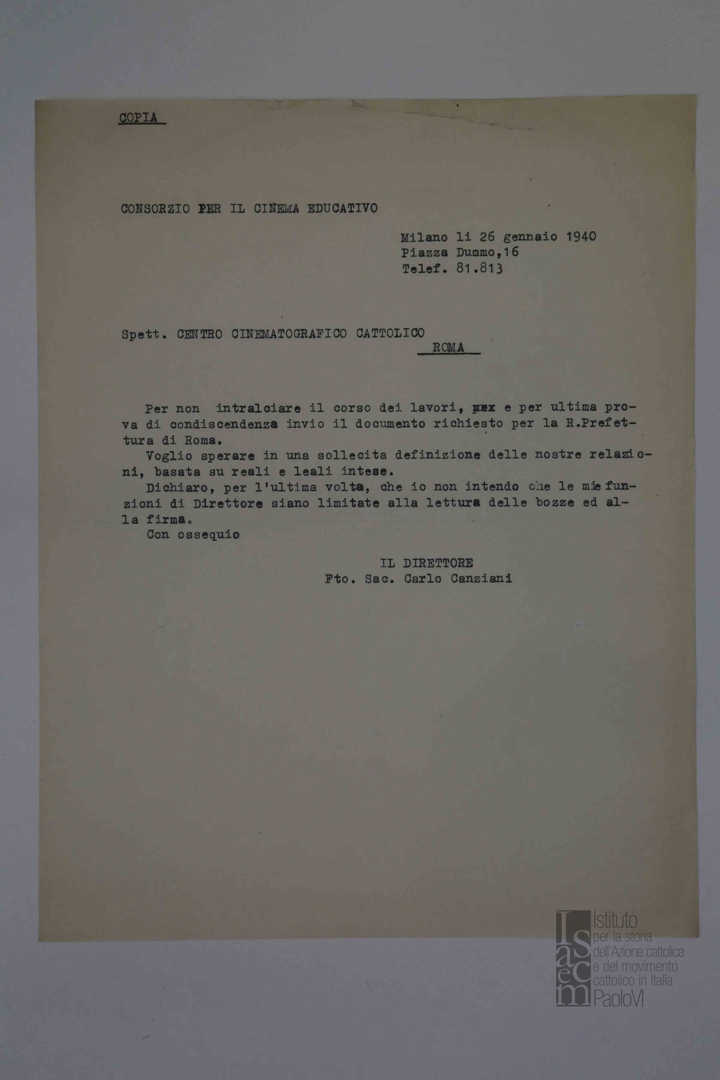 COPIA
CONSORZIO PER IL CINEMA EDUCATIVO
Milano li 26 gennaio 1940
Piazza Duomo,16
Telef. 81.813
Spett. CENTRO CINEMATOGRAFICO CATTOLICO
ROMA
Per non intralciare il corso dei lavori, e per ultima pro-
va di condiscendenza invio il documento richiesto per la R.Prefet-
tura di Roma.
Voglio sperare in una sollecita definizione delle nostre relazio-
ni, basata su reali e leali intese.
Dichiaro, per l'ultima volta, che io non intendo che le mie fun-
zioni di Direttore siano limitate alla lettura delle bozze ed al-
la firma.
Con ossequio
IL DIRETTORE
Fto. Sac. Carlo Canziani
Isacem
Istituto
per la storia
dell'Azione cattolica
e del movimento
cattolico in Italia
PaoloVI